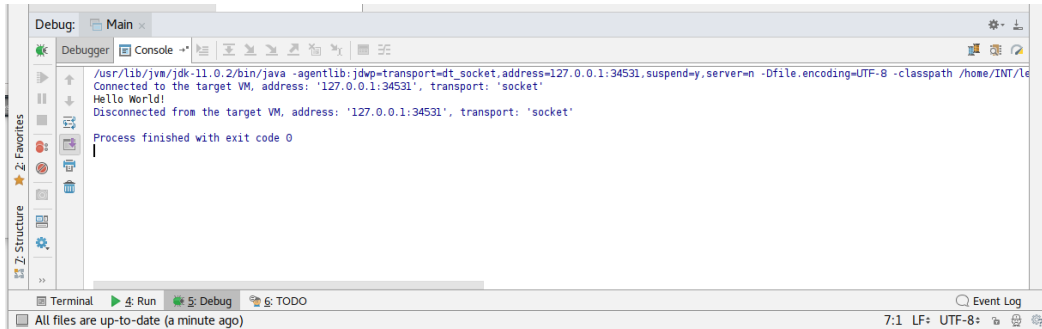 Debug: Main ×
Debugger Console
/usr/lib/jvm/jdk-11.0.2/bin/java -agentlib:jdwp=transport=dt_socket,address=127.0.0.1:34531,suspend=y,server=n -Dfile.encoding=UTF-8 -classpath /home/INT/le
Connected to the target VM, address: '127.0.0.1:34531', transport: 'socket'
Hello World!
Disconnected from the target VM, address: '127.0.0.1:34531', transport: 'socket'
Process finished with exit code 0
2: Favorites
7: Structure
Terminal 4: Run 5: Debug 6: TODO Event Log
All files are up-to-date (a minute ago) 7:1 LF÷ UTF-8÷